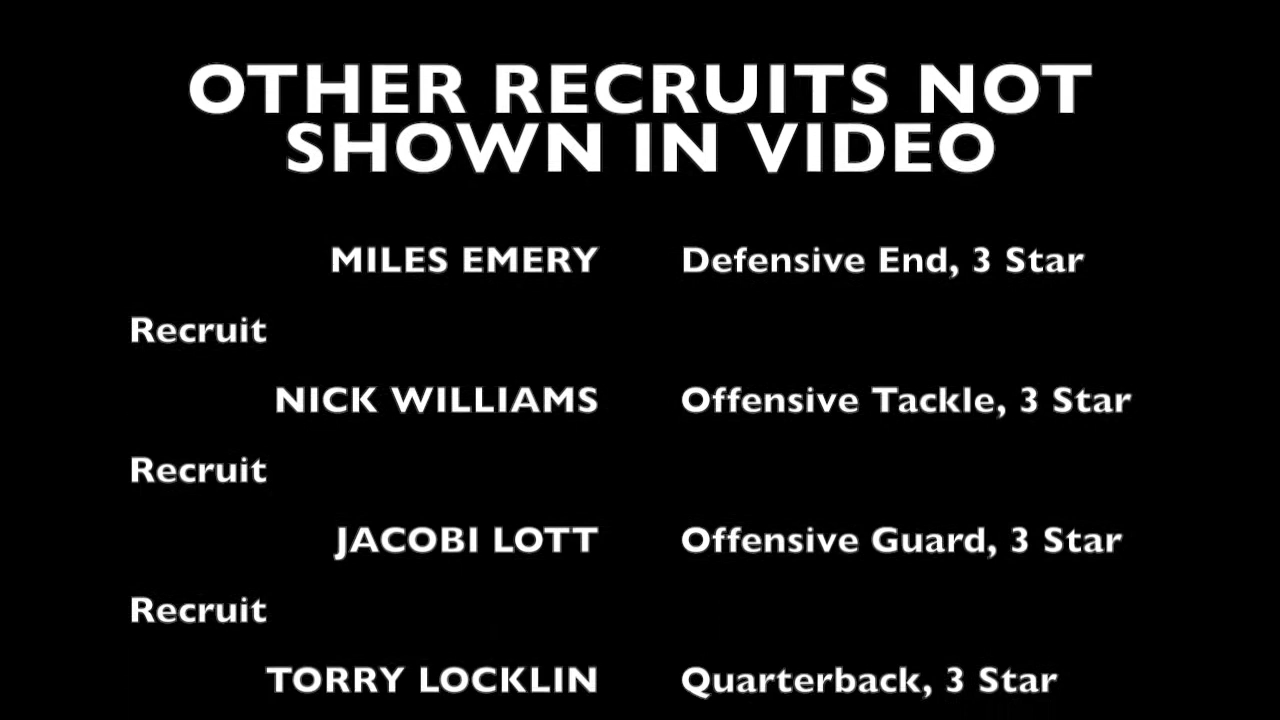 OTHER RECRUITS NOT
SHOWN IN VIDEO
MILES EMERY Defensive End, 3 Star
Recruit
NICK WILLIAMS Offensive Tackle, 3 Star
Recruit
JACOBI LOTT Offensive Guard, 3 Star
Recruit
TORRY LOCKLIN Quarterback, 3 Star